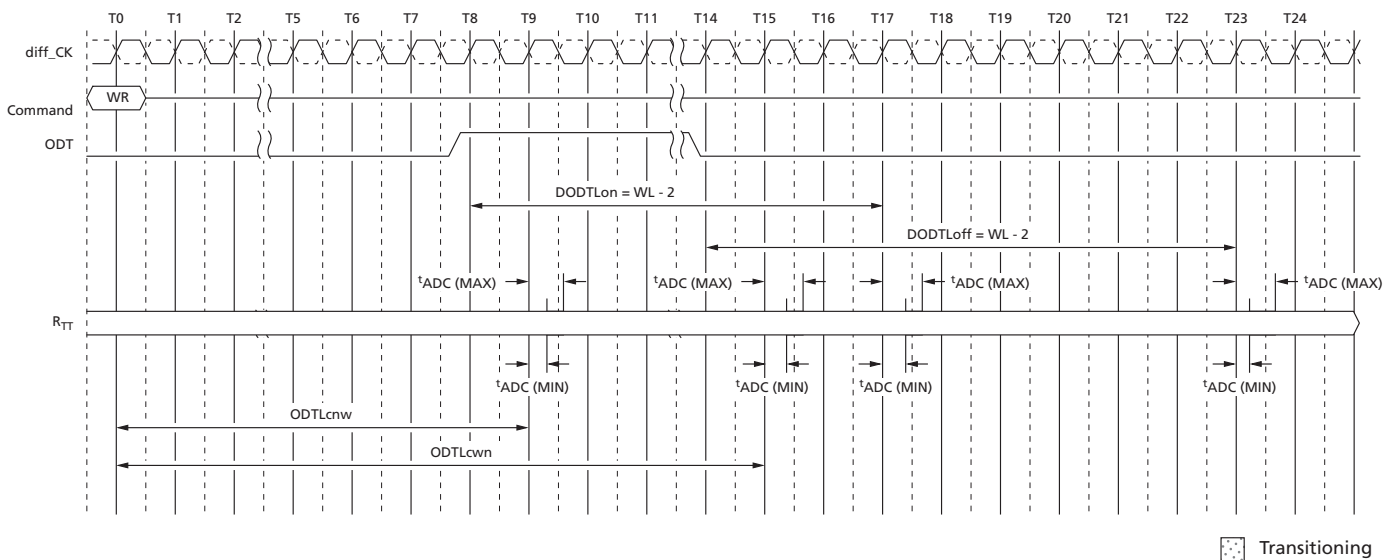 T0 T1 T2 T5 T6 T7 T8 T9 T10 T11 T14 T15 T16 T17 T18 T19 T20 T21 T22 T23 T24
diff_CK
WR
Command
ODT
DODTLon = WL - 2
DODTLoff = WL - 2
tADC (MAX) tADC (MAX) tADC (MAX) tADC (MAX)
RTT
tADC (MIN) tADC (MIN) tADC (MIN) tADC (MIN)
ODTLcnw
ODTLcwn
Transitioning